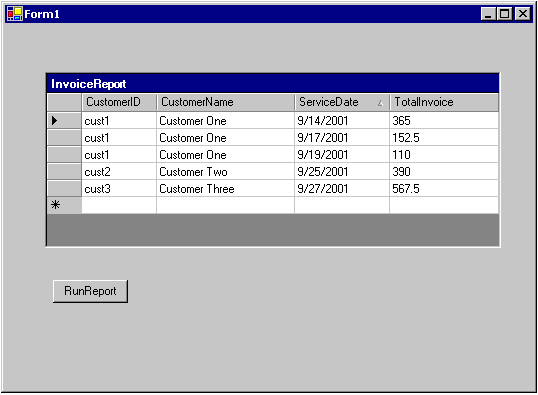 Form1
InvoiceReport
CustomerID CustomerName ServiceDate TotalInvoice
cust1 Customer One 9/14/2001 365
cust1 Customer One 9/17/2001 152.5
cust1 Customer One 9/19/2001 110
cust2 Customer Two 9/25/2001 390
cust3 Customer Three 9/27/2001 567.5
RunReport